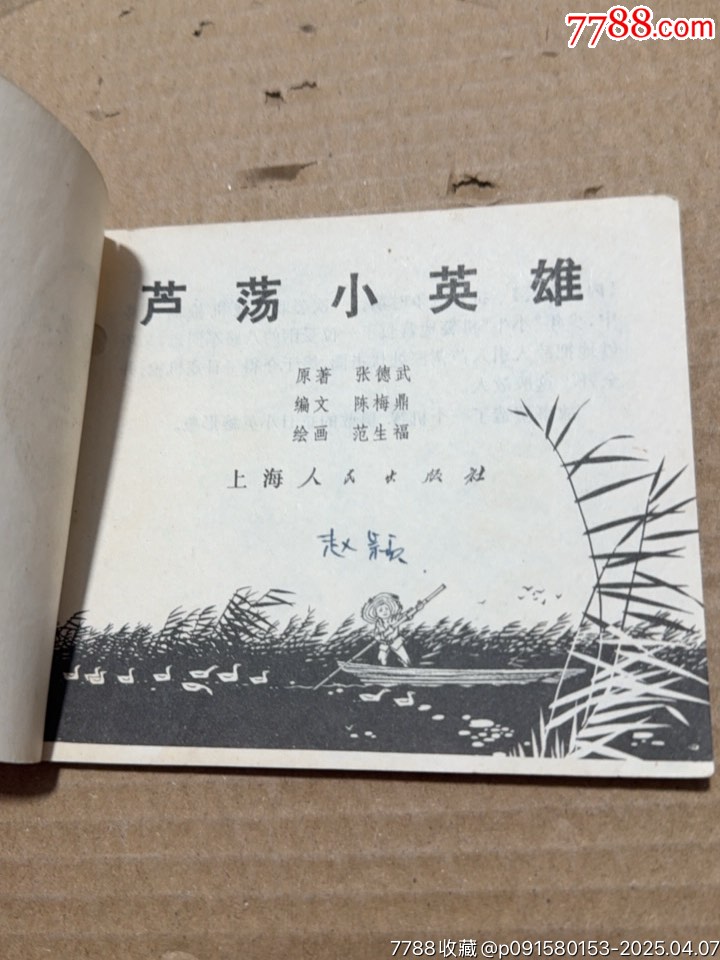 7788.com
芦荡小英雄
原著 张德武
编文 陈梅鼎
绘画 范生福
上海人民出版社
赵颖
7788收藏@p091580153-2025.04.07